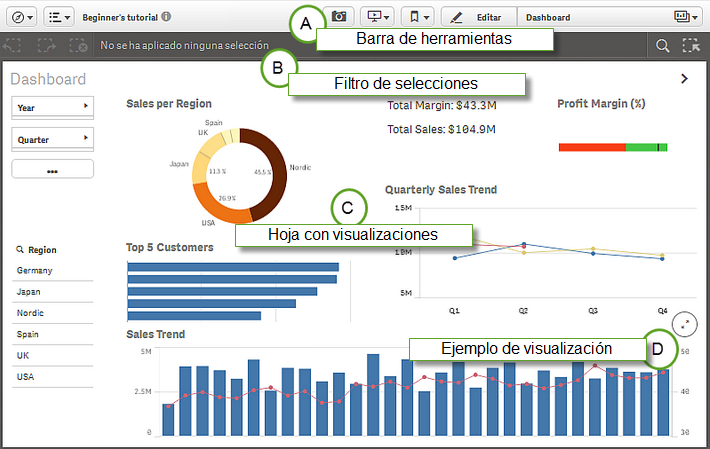 Beginner's tutorial
Editar
Dashboard
A
Barra de herramientas
No se ha aplicado ninguna selección
B
Filtro de selecciones
Dashboard
Year
Quarter
Sales per Region
Spain
UK
Japan
Nordic
USA
11.3 %
45.5 %
26.9%
Total Margin: $43.3M
Total Sales: $104.9M
Profit Margin (%)
C
Hoja con visualizaciones
Quarterly Sales Trend
1.5M
1.0M
5M
Q1
Q2
Q3
Q4
Region
Germany
Japan
Nordic
Spain
UK
USA
Top 5 Customers
Sales Trend
Ejemplo de visualización
D
5M
2.5M
0
50
40
30